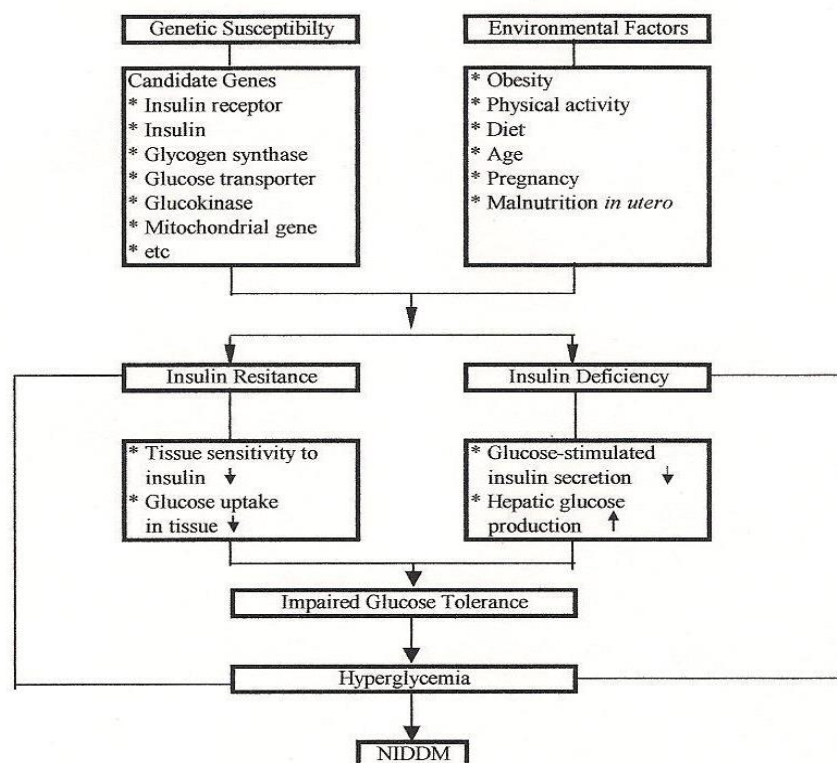 Genetic Susceptibilty
Environmental Factors
Candidate Genes
* Insulin receptor
* Insulin
* Glycogen synthase
* Glucose transporter
* Glucokinase
* Mitochondrial gene
* etc
* Obesity
* Physical activity
* Diet
* Age
* Pregnancy
* Malnutrition in utero
Insulin Resitance
Insulin Deficiency
* Tissue sensitivity to
insulin ↓
* Glucose uptake
in tissue ↓
* Glucose-stimulated
insulin secretion ↓
* Hepatic glucose
production ↑
Impaired Glucose Tolerance
Hyperglycemia
NIDDM